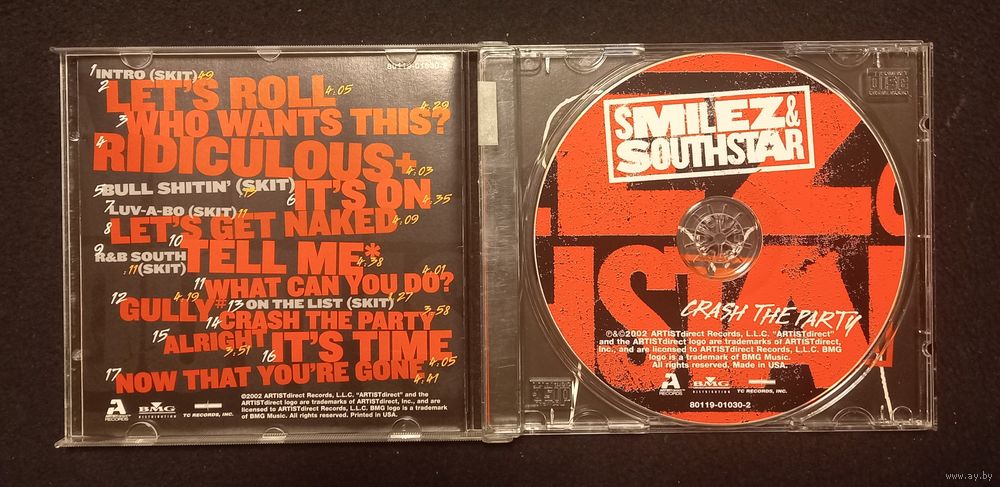 80119-01030-2
1 INTRO (SKIT) 49
2 LET'S ROLL 4.05
3 WHO WANTS THIS? 4.29
4 RIDICULOUS+ 4.03
5 BULL SHITIN' (SKIT) 6 IT'S ON 4.35
7 LUV-A-BO (SKIT) 11
8 LET'S GET NAKED 4.09
9 R&B SOUTH (SKIT) .11
10 TELL ME* 4.38
11 WHAT CAN YOU DO? 4.01
12 GULLY# 4.19 13 ON THE LIST (SKIT) .27
14 CRASH THE PARTY 3.58
15 ALRIGHT 3.51 16 IT'S TIME 4.05
17 NOW THAT YOU'RE GONE 4.41
©2002 ARTISTdirect Records, L.L.C. "ARTISTdirect" and the
ARTISTdirect logo are trademarks of ARTISTdirect, Inc., and are
licensed to ARTISTdirect Records, L.L.C. BMG logo is a trademark
of BMG Music. All rights reserved. Printed in USA.
A
RECORDS
BMG
DISTRIBUTION
TC RECORDS, INC.
SMILEZ &
SOUTHSTAR
STA
CRASH THE PARTY
℗&©2002 ARTISTdirect Records, L.L.C. "ARTISTdirect"
and the ARTISTdirect logo are trademarks of ARTISTdirect,
Inc., and are licensed to ARTISTdirect Records, L.L.C. BMG
logo is a trademark of BMG Music.
All rights reserved. Made in USA.
A
RECORDS
BMG
DISTRIBUTION
TC RECORDS, INC.
80119-01030-2
www.ay.by